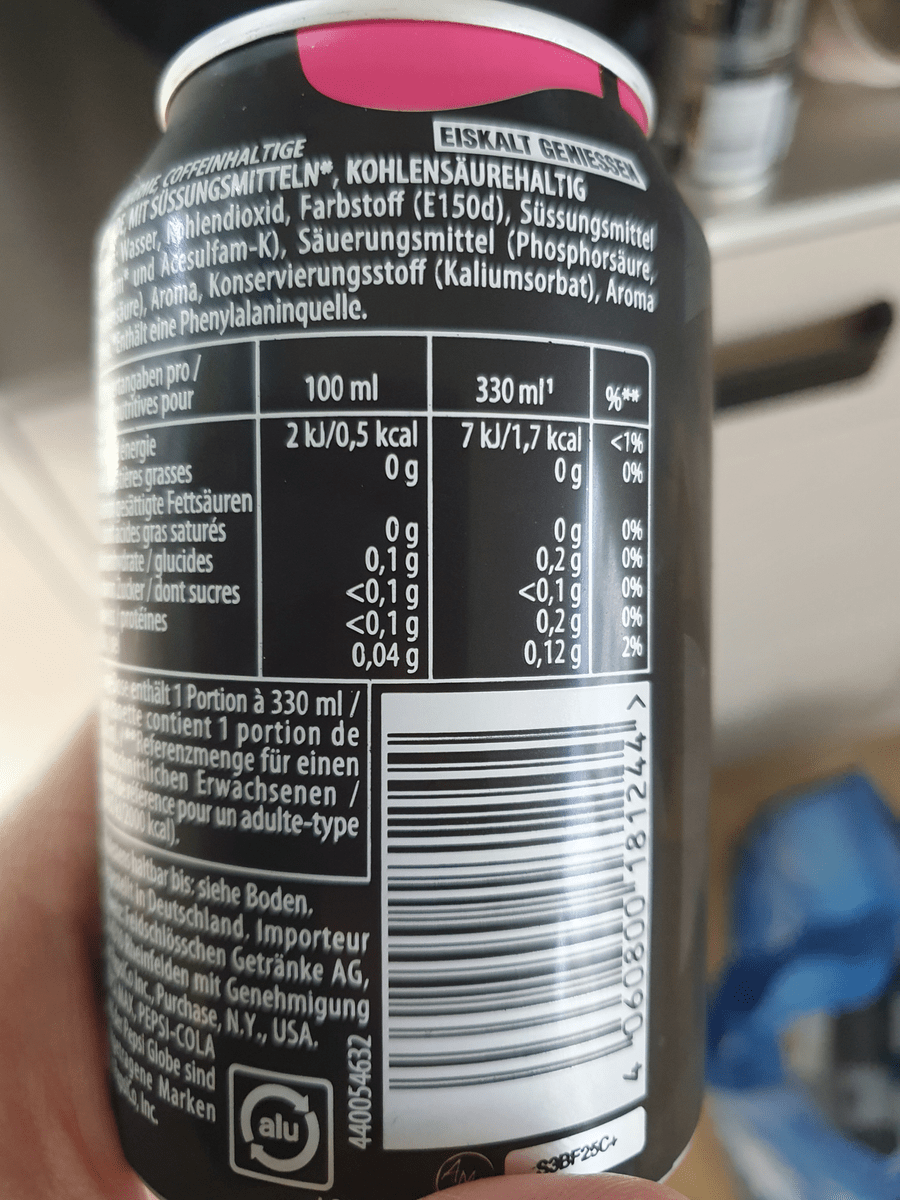 EISKALT GENIESSEN
COFFEINHALTIGE
MIT SÜSSUNGSMITTELN*, KOHLENSÄUREHALTIG
Wasser, Kohlendioxid, Farbstoff (E150d), Süssungsmittel
und Acesulfam-K), Säuerungsmittel (Phosphorsäure,
Aroma, Konservierungsstoff (Kaliumsorbat), Aroma
*Enthält eine Phenylalaninquelle.
pro / pour 100 ml 330 ml¹ %**
énergie 2 kJ/0,5 kcal 7 kJ/1,7 kcal <1%
grasses 0 g 0 g 0%
gesättigte Fettsäuren
acides gras saturés 0 g 0 g 0%
/ glucides 0,1 g 0,2 g 0%
Zucker / dont sucres <0,1 g <0,1 g 0%
protéines <0,1 g 0,2 g 0%
0,04 g 0,12 g 2%
enthält 1 Portion à 330 ml /
contient 1 portion de
**Referenzmenge für einen
Erwachsenen /
pour un adulte-type
kcal).
haltbar bis: siehe Boden.
in Deutschland. Importeur
Feldschlösschen Getränke AG,
Rheinfelden mit Genehmigung
Inc., Purchase, N.Y., USA.
MAX, PEPSI-COLA
Pepsi Globe sind
Marken
Inc.
alu
440054632
4 060800 181244 >
S3BF25C+